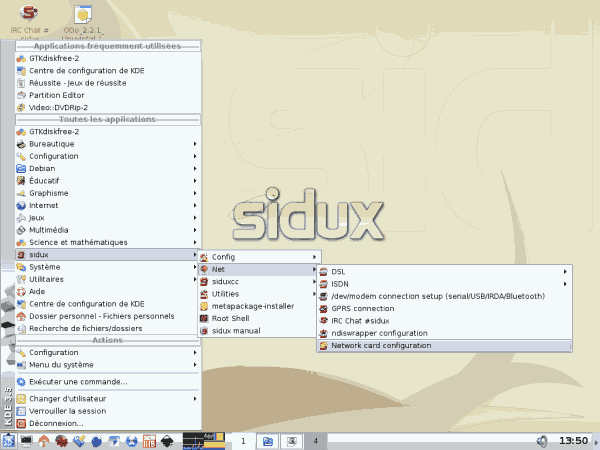 IRC Chat #
sidux
OOo_2.2.1_
Applications fréquemment utilisées
GTKdiskfree-2
Centre de configuration de KDE
Réussite - Jeux de réussite
Partition Editor
Video::DVDRip-2
Toutes les applications
GTKdiskfree-2
Bureautique
Configuration
Debian
Éducatif
Graphisme
Internet
Jeux
Multimédia
Science et mathématiques
sidux
Système
Utilitaires
Aide
Centre de configuration de KDE
Dossier personnel - Fichiers personnels
Recherche de fichiers/dossiers
Actions
Configuration
Menu du système
Exécuter une commande...
Changer d'utilisateur
Verrouiller la session
Déconnexion...
KDE 3.5
Config
Net
siduxcc
Utilities
metapackage-installer
Root Shell
sidux manual
DSL
ISDN
/dev/modem connection setup (serial/USB/IRDA/Bluetooth)
GPRS connection
IRC Chat #sidux
ndiswrapper configuration
Network card configuration
sidux
1
3
4
13:50